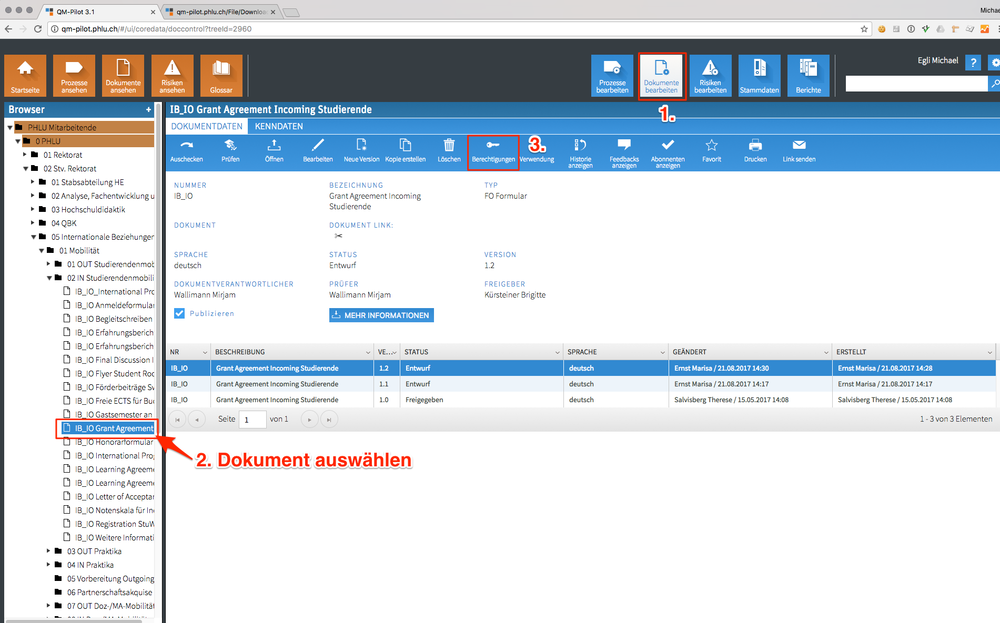 QM-Pilot 3.1
qm-pilot.phlu.ch/File/Downloa
Michae
qm-pilot.phlu.ch/#/ui/coredata/doccontrol?treeId=2960
Startseite
Prozesse
ansehen
Dokumente
ansehen
Risiken
ansehen
Glossar
Prozesse
bearbeiten
Dokumente
bearbeiten
Risiken
bearbeiten
Stammdaten
Berichte
Egli Michael
?
1.
Browser +
PHLU Mitarbeitende
0 PHLU
01 Rektorat
02 Stv. Rektorat
01 Stabsabteilung HE
02 Analyse, Fachentwicklung u
03 Hochschuldidaktik
04 QBK
05 Internationale Beziehungen
01 Mobilität
01 OUT Studierendenmob
02 IN Studierendenmobili
IB_IO_International Pro
IB_IO Anmeldeformular
IB_IO Begleitschreiben
IB_IO Erfahrungsberich
IB_IO Erfahrungsberich
IB_IO Final Discussion I
IB_IO Flyer Student Roo
IB_IO Förderbeiträge Sw
IB_IO Freie ECTS für Bud
IB_IO Gastsemester an
IB_IO Grant Agreement
IB_IO Honorarformular
IB_IO International Prog
IB_IO Learning Agreeme
IB_IO Learning Agreeme
IB_IO Letter of Acceptan
IB_IO Notenskala für Inc
IB_IO Registration StuW
IB_IO Weitere Informati
03 OUT Praktika
04 IN Praktika
05 Vorbereitung Outgoing
06 Partnerschaftsakquise
07 OUT Doz-/MA-Mobilität
2. Dokument auswählen
IB_IO Grant Agreement Incoming Studierende
DOKUMENTDATEN KENNDATEN
Auschecken
Prüfen
Öffnen
Bearbeiten
Neue Version
Kopie erstellen
Löschen
Berechtigungen
3.
Verwendung
Historie
anzeigen
Feedbacks
anzeigen
Abonnenten
anzeigen
Favorit
Drucken
Link senden
NUMMER
IB_IO
BEZEICHNUNG
Grant Agreement Incoming
Studierende
TYP
FO Formular
DOKUMENT
DOKUMENT LINK:
SPRACHE
deutsch
STATUS
Entwurf
VERSION
1.2
DOKUMENTVERANTWORTLICHER
Wallimann Mirjam
PRÜFER
Wallimann Mirjam
FREIGEBER
Kürsteiner Brigitte
Publizieren
MEHR INFORMATIONEN
NR BESCHREIBUNG VE... STATUS SPRACHE GEÄNDERT ERSTELLT
IB_IO Grant Agreement Incoming Studierende 1.2 Entwurf deutsch Ernst Marisa / 21.08.2017 14:30 Ernst Marisa / 21.08.2017 14:28
IB_IO Grant Agreement Incoming Studierende 1.1 Entwurf deutsch Ernst Marisa / 21.08.2017 14:17 Ernst Marisa / 21.08.2017 14:17
IB_IO Grant Agreement Incoming Studierende 1.0 Freigegeben deutsch Salvisberg Therese / 15.05.2017 14:08 Salvisberg Therese / 15.05.2017 14:08
Seite 1 von 1
1 - 3 von 3 Elementen